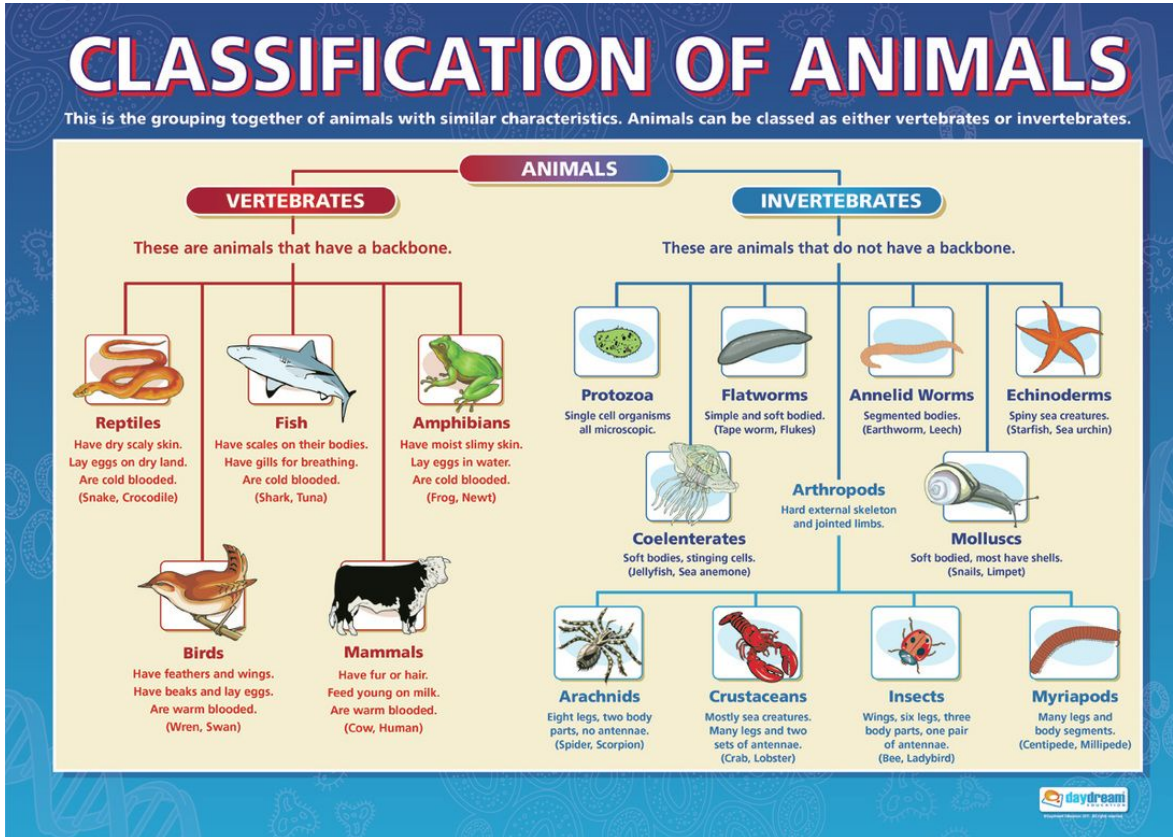 CLASSIFICATION OF ANIMALS
This is the grouping together of animals with similar characteristics. Animals can be classed as either vertebrates or invertebrates.
ANIMALS
VERTEBRATES
These are animals that have a backbone.
Reptiles
Have dry scaly skin.
Lay eggs on dry land.
Are cold blooded.
(Snake, Crocodile)
Fish
Have scales on their bodies.
Have gills for breathing.
Are cold blooded.
(Shark, Tuna)
Amphibians
Have moist slimy skin.
Lay eggs in water.
Are cold blooded.
(Frog, Newt)
Birds
Have feathers and wings.
Have beaks and lay eggs.
Are warm blooded.
(Wren, Swan)
Mammals
Have fur or hair.
Feed young on milk.
Are warm blooded.
(Cow, Human)
INVERTEBRATES
These are animals that do not have a backbone.
Protozoa
Single cell organisms
all microscopic.
Flatworms
Simple and soft bodied.
(Tape worm, Flukes)
Annelid Worms
Segmented bodies.
(Earthworm, Leech)
Echinoderms
Spiny sea creatures.
(Starfish, Sea urchin)
Coelenterates
Soft bodies, stinging cells.
(Jellyfish, Sea anemone)
Arthropods
Hard external skeleton
and jointed limbs.
Molluscs
Soft bodied, most have shells.
(Snails, Limpet)
Arachnids
Eight legs, two body
parts, no antennae.
(Spider, Scorpion)
Crustaceans
Mostly sea creatures.
Many legs and two
sets of antennae.
(Crab, Lobster)
Insects
Wings, six legs, three
body parts, one pair
of antennae.
(Bee, Ladybird)
Myriapods
Many legs and
body segments.
(Centipede, Millipede)
daydream
EDUCATION